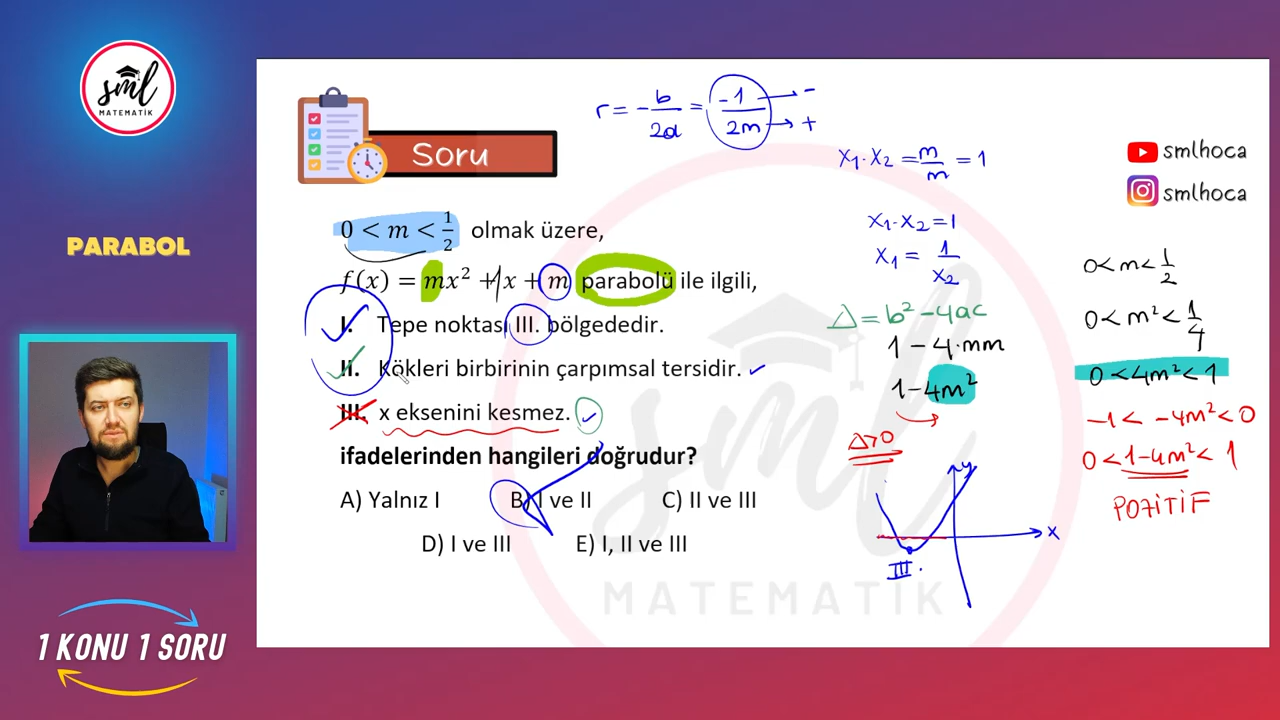 sml
MATEMATİK
Soru
r = -b/2a = -1/2m → -
→ +
x₁·x₂ = m/m = 1
smlhoca
smlhoca
PARABOL
0 < m < 1/2 olmak üzere,
f(x) = mx² + 1x + m parabolü ile ilgili,
I. Tepe noktası III. bölgededir.
II. Kökleri birbirinin çarpımsal tersidir.
III. x eksenini kesmez.
ifadelerinden hangileri doğrudur?
A) Yalnız I B) I ve II C) II ve III
D) I ve III E) I, II ve III
x₁·x₂ = 1
x₁ = 1/x₂
Δ = b² - 4ac
1 - 4·mm
1 - 4m²
Δ>0
y
x
III.
0 < m < 1/2
0 < m² < 1/4
0 < 4m² < 1
-1 < -4m² < 0
0 < 1-4m² < 1
POZİTİF
sml
MATEMATİK
1 KONU 1 SORU